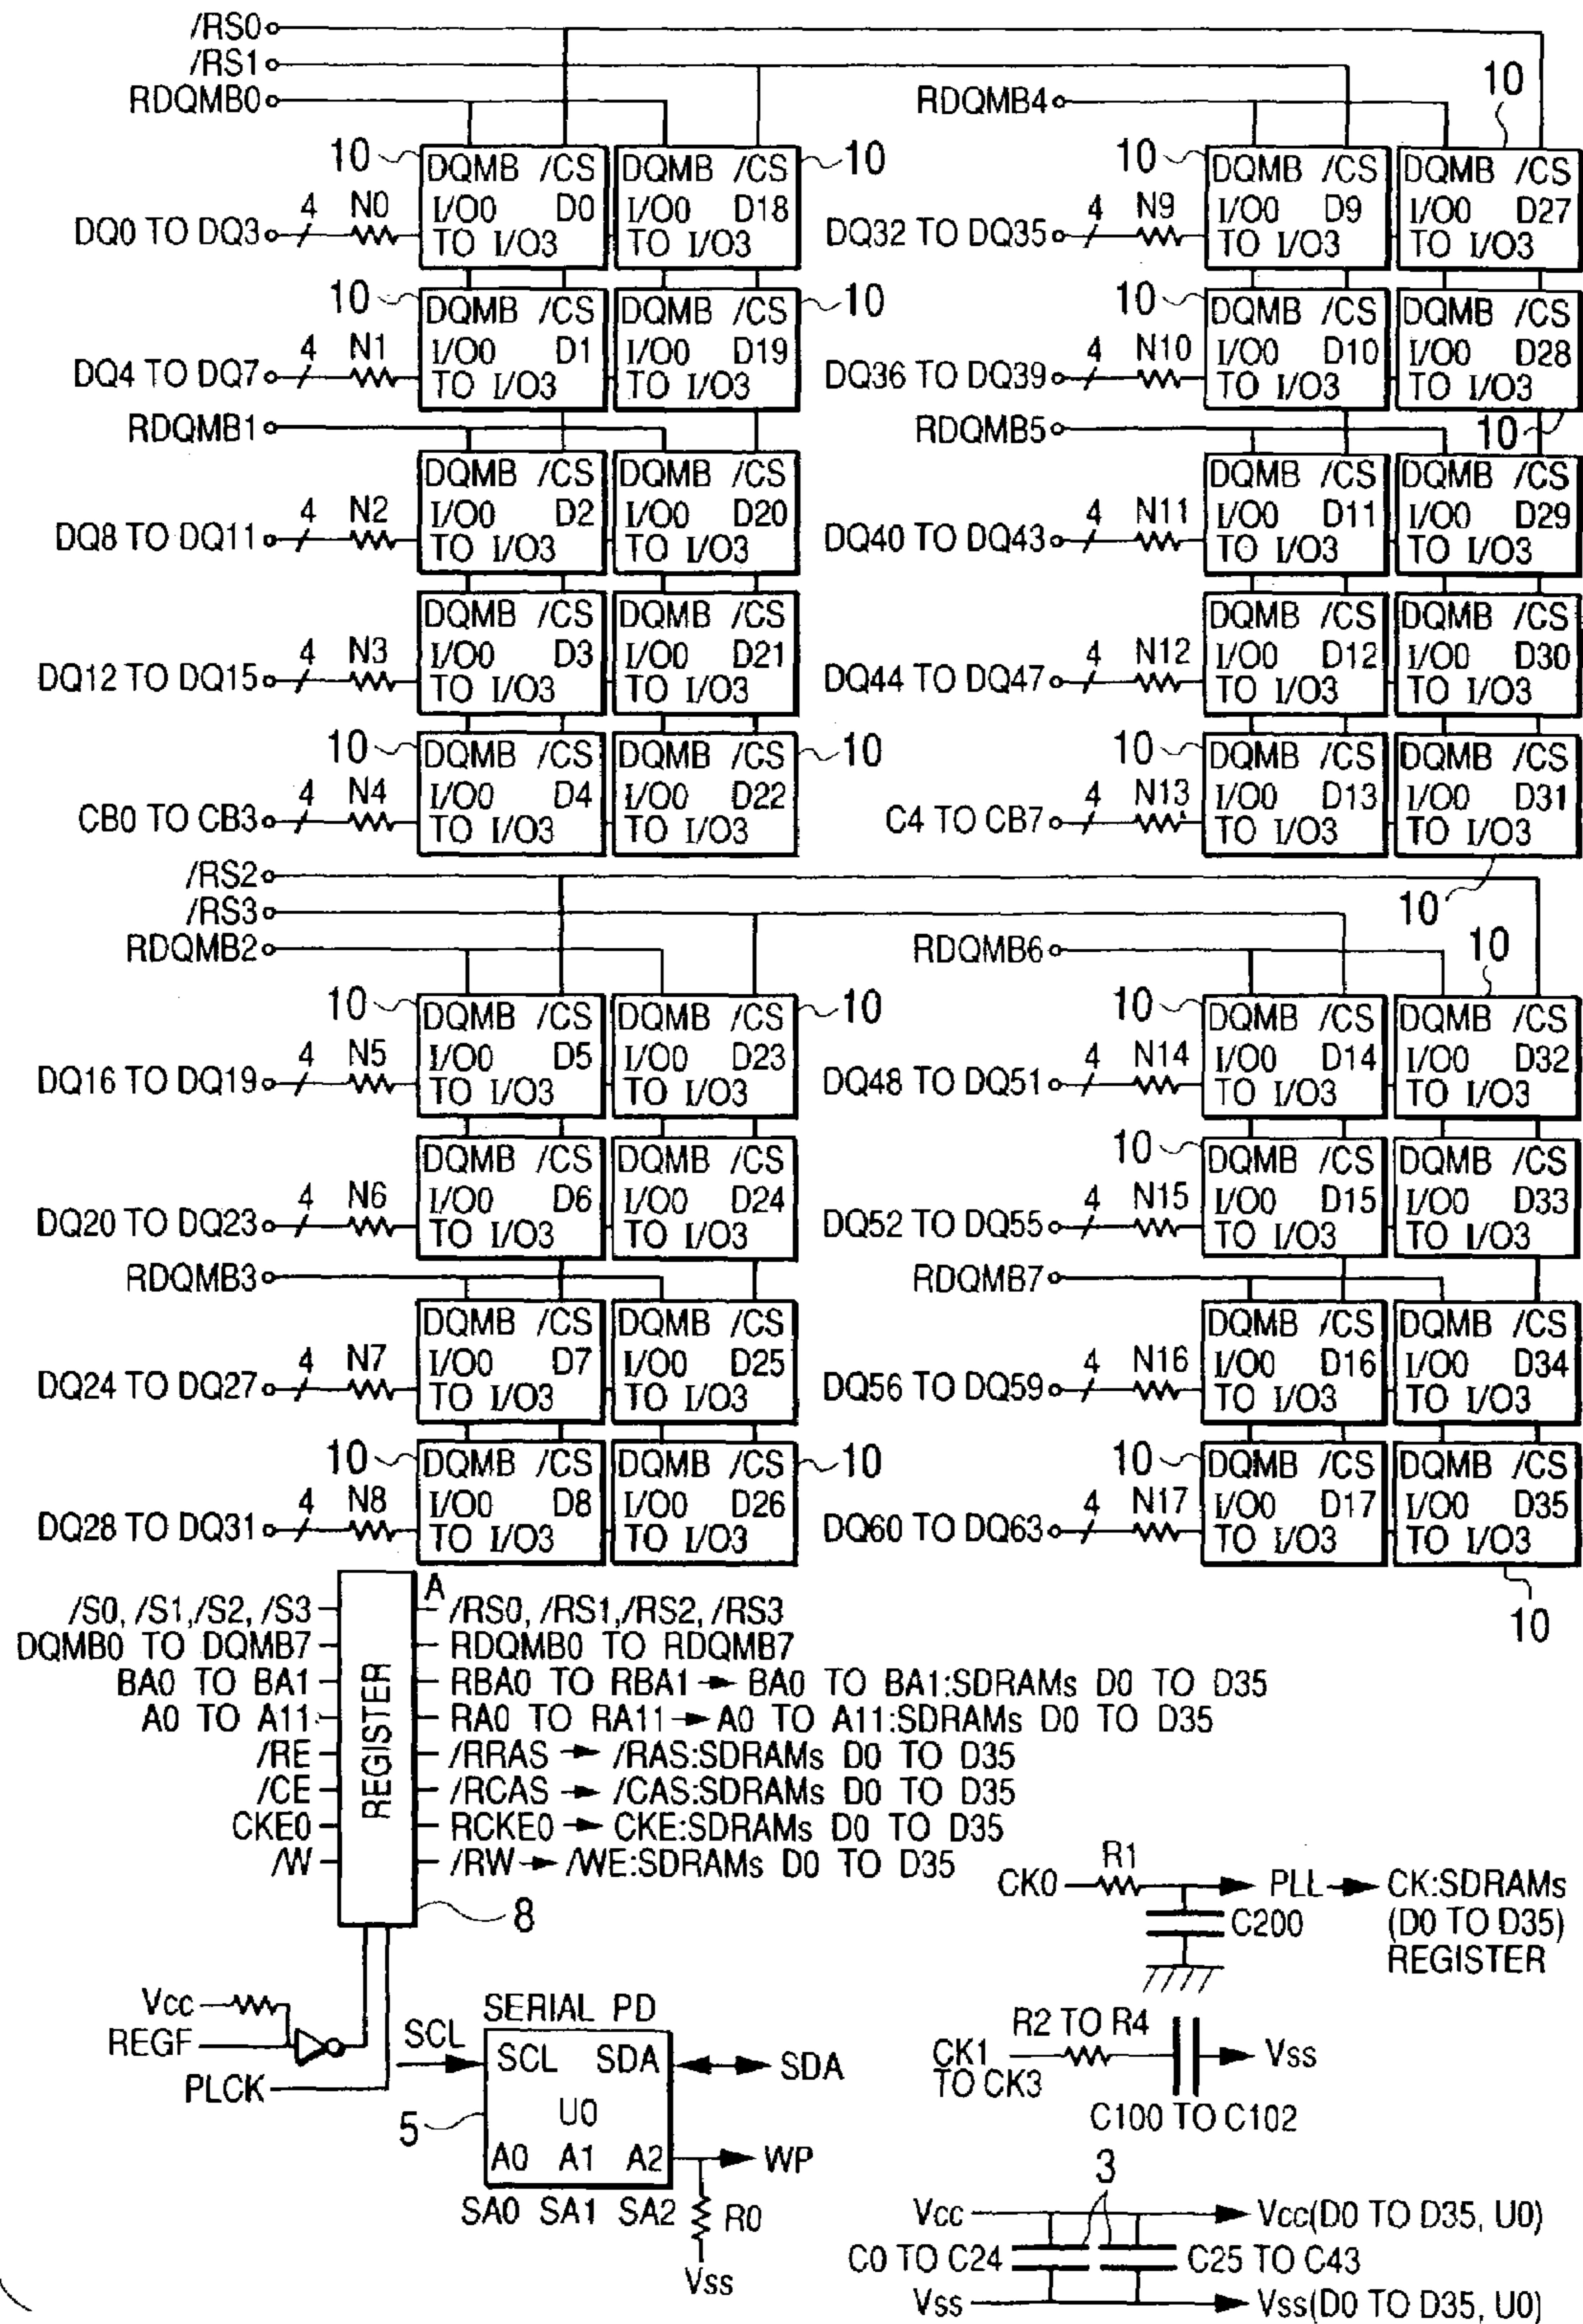 /RS0
/RS1
RDQMB0 RDQMB4 10
10 DQMB /CS DQMB /CS 10 10 DQMB /CS DQMB /CS
4 N0 I/O0 D0 I/O0 D18 4 N9 I/O0 D9 I/O0 D27
DQ0 TO DQ3 TO I/O3 TO I/O3 DQ32 TO DQ35 TO I/O3 TO I/O3
10 DQMB /CS DQMB /CS 10 10 DQMB /CS DQMB /CS
4 N1 I/O0 D1 I/O0 D19 4 N10 I/O0 D10 I/O0 D28
DQ4 TO DQ7 TO I/O3 TO I/O3 DQ36 TO DQ39 TO I/O3 TO I/O3
RDQMB1 RDQMB5 10
DQMB /CS DQMB /CS DQMB /CS DQMB /CS
4 N2 I/O0 D2 I/O0 D20 4 N11 I/O0 D11 I/O0 D29
DQ8 TO DQ11 TO I/O3 TO I/O3 DQ40 TO DQ43 TO I/O3 TO I/O3
DQMB /CS DQMB /CS DQMB /CS DQMB /CS
4 N3 I/O0 D3 I/O0 D21 4 N12 I/O0 D12 I/O0 D30
DQ12 TO DQ15 TO I/O3 TO I/O3 DQ44 TO DQ47 TO I/O3 TO I/O3
10 DQMB /CS DQMB /CS 10 10 DQMB /CS DQMB /CS
4 N4 I/O0 D4 I/O0 D22 4 N13 I/O0 D13 I/O0 D31
CB0 TO CB3 TO I/O3 TO I/O3 C4 TO CB7 TO I/O3 TO I/O3
/RS2
/RS3 10
RDQMB2 RDQMB6 10
10 DQMB /CS DQMB /CS 10 10 DQMB /CS DQMB /CS
4 N5 I/O0 D5 I/O0 D23 4 N14 I/O0 D14 I/O0 D32
DQ16 TO DQ19 TO I/O3 TO I/O3 DQ48 TO DQ51 TO I/O3 TO I/O3
DQMB /CS DQMB /CS 10 DQMB /CS DQMB /CS
4 N6 I/O0 D6 I/O0 D24 4 N15 I/O0 D15 I/O0 D33
DQ20 TO DQ23 TO I/O3 TO I/O3 DQ52 TO DQ55 TO I/O3 TO I/O3
RDQMB3 RDQMB7
DQMB /CS DQMB /CS DQMB /CS DQMB /CS
4 N7 I/O0 D7 I/O0 D25 4 N16 I/O0 D16 I/O0 D34
DQ24 TO DQ27 TO I/O3 TO I/O3 DQ56 TO DQ59 TO I/O3 TO I/O3
10 DQMB /CS DQMB /CS 10 10 DQMB /CS DQMB /CS
4 N8 I/O0 D8 I/O0 D26 4 N17 I/O0 D17 I/O0 D35
DQ28 TO DQ31 TO I/O3 TO I/O3 DQ60 TO DQ63 TO I/O3 TO I/O3
10
A
REGISTER
/S0, /S1, /S2, /S3 /RS0, /RS1, /RS2, /RS3
DQMB0 TO DQMB7 RDQMB0 TO RDQMB7
BA0 TO BA1 RBA0 TO RBA1 → BA0 TO BA1:SDRAMs D0 TO D35
A0 TO A11 RA0 TO RA11 → A0 TO A11:SDRAMs D0 TO D35
/RE /RRAS → /RAS:SDRAMs D0 TO D35
/CE /RCAS → /CAS:SDRAMs D0 TO D35
CKE0 RCKE0 → CKE:SDRAMs D0 TO D35
/W /RW → /WE:SDRAMs D0 TO D35
8
Vcc
REGF
PLCK
SERIAL PD
SCL SCL SDA SDA
U0
5
A0 A1 A2 WP
SA0 SA1 SA2 R0
Vss
R1
CK0 PLL → CK:SDRAMs
C200 (D0 TO D35)
REGISTER
R2 TO R4
CK1 Vss
TO CK3
C100 TO C102
3
Vcc Vcc(D0 TO D35, U0)
C0 TO C24 C25 TO C43
Vss Vss(D0 TO D35, U0)